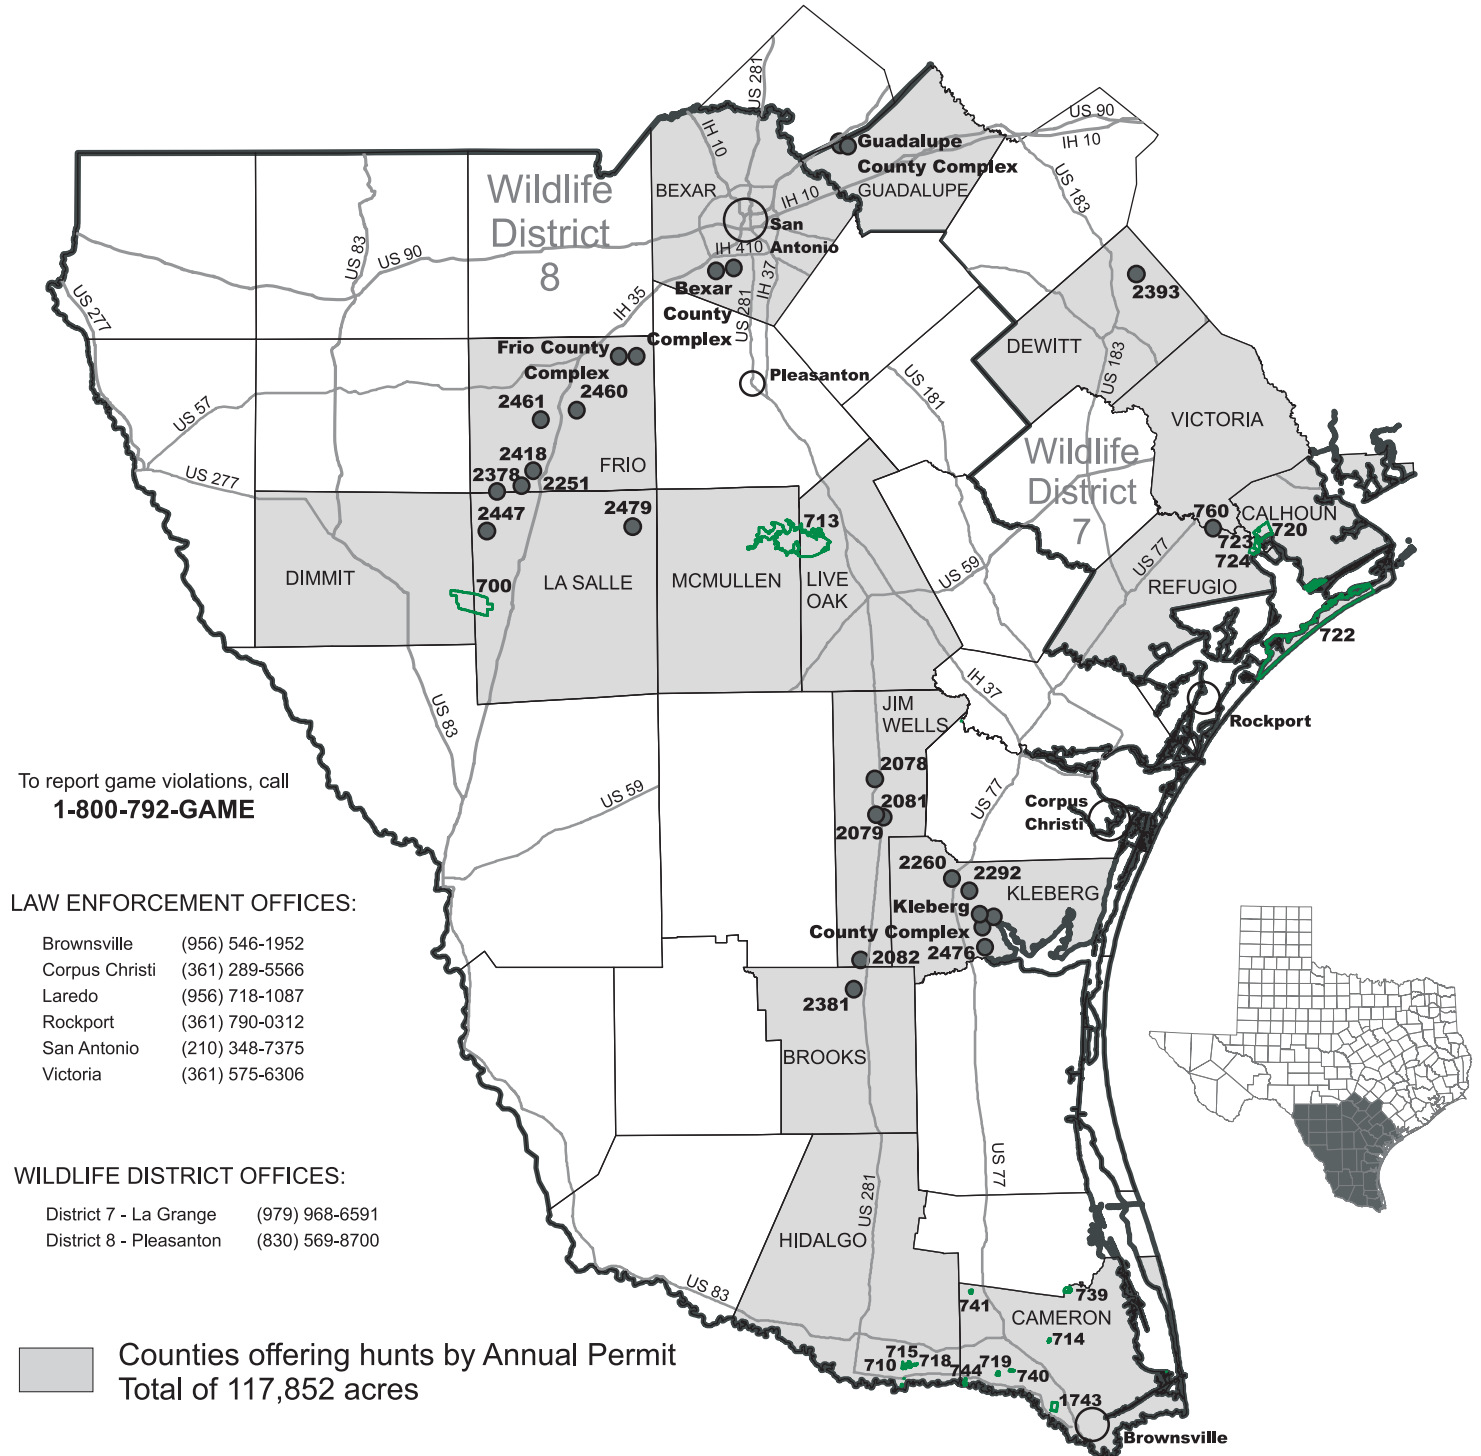 US 281
US 90
IH 10
IH 10
Guadalupe
County Complex
GUADALUPE
US 183
Wildlife
District
8
BEXAR
IH 10
San
Antonio
IH 410
IH 37
US 281
Bexar
County
Complex
US 83
US 90
US 277
IH 35
2393
DEWITT
US 183
Frio County
Complex
2460
2461
2418
2378
2251
FRIO
Pleasanton
US 181
US 57
US 277
VICTORIA
Wildlife
District
7
2447
2479
713
760
CALHOUN
720
723
724
US 77
REFUGIO
DIMMIT
700
LA SALLE
MCMULLEN
LIVE
OAK
US 59
722
US 83
JIM
WELLS
IH 37
Rockport
To report game violations, call
1-800-792-GAME
US 59
2078
2081
2079
US 77
Corpus
Christi
2260
2292
KLEBERG
Kleberg
County Complex
2476
2082
2381
BROOKS
LAW ENFORCEMENT OFFICES:
Brownsville (956) 546-1952
Corpus Christi (361) 289-5566
Laredo (956) 718-1087
Rockport (361) 790-0312
San Antonio (210) 348-7375
Victoria (361) 575-6306
WILDLIFE DISTRICT OFFICES:
District 7 - La Grange (979) 968-6591
District 8 - Pleasanton (830) 569-8700
US 281
US 77
HIDALGO
US 83
741
739
CAMERON
714
715
710
718
744
719
740
1743
Brownsville
Counties offering hunts by Annual Permit
Total of 117,852 acres